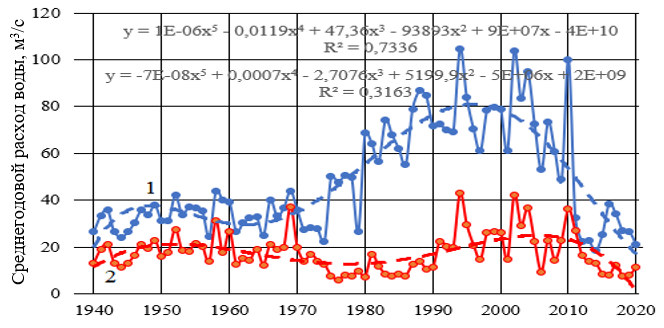 y = 1E-06x⁵ - 0,0119x⁴ + 47,36x³ - 93893x² + 9E+07x - 4E+10
R² = 0,7336
y = -7E-08x⁵ + 0,0007x⁴ - 2,7076x³ + 5199,9x² - 5E+06x + 2E+09
R² = 0,3163
Среднегодовой расход воды, м³/с
120
100
80
60
40
20
0
1
2
1940 1950 1960 1970 1980 1990 2000 2010 2020